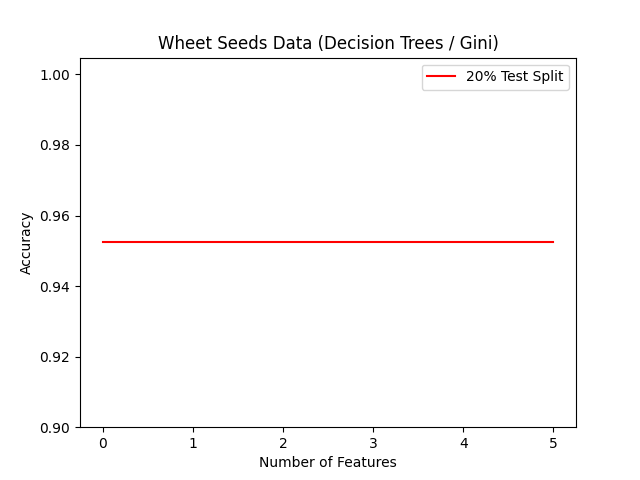 Wheet Seeds Data (Decision Trees / Gini)
20% Test Split
1.00
0.98
0.96
0.94
0.92
0.90
Accuracy
0 1 2 3 4 5
Number of Features